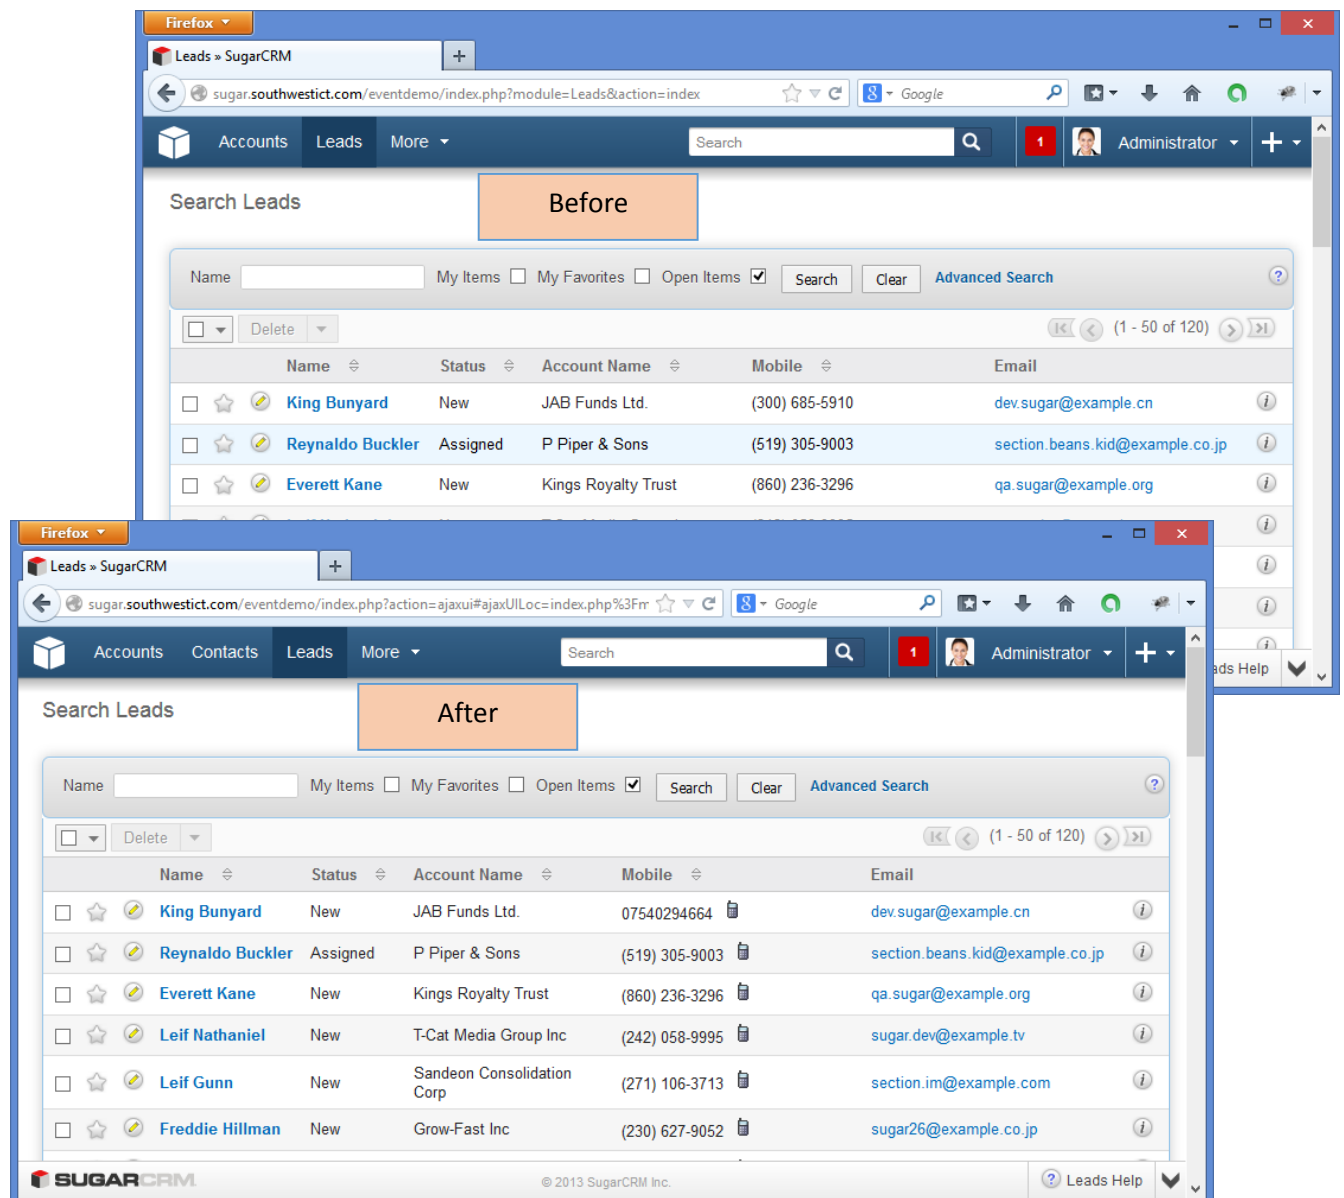 Firefox
Leads » SugarCRM
sugar.southwestict.com/eventdemo/index.php?module=Leads&action=index
Google
Accounts Leads More Search 1 Administrator
Search Leads
Before
Name My Items My Favorites Open Items Search Clear Advanced Search ?
Delete (1 - 50 of 120)
Name Status Account Name Mobile Email
King Bunyard New JAB Funds Ltd. (300) 685-5910 dev.sugar@example.cn i
Reynaldo Buckler Assigned P Piper & Sons (519) 305-9003 section.beans.kid@example.co.jp i
Everett Kane New Kings Royalty Trust (860) 236-3296 qa.sugar@example.org i
i
i
i
i
Help
Firefox
Leads » SugarCRM
sugar.southwestict.com/eventdemo/index.php?action=ajaxui#ajaxUILoc=index.php%3Fm
Google
Accounts Contacts Leads More Search 1 Administrator
Search Leads
After
Name My Items My Favorites Open Items Search Clear Advanced Search ?
Delete (1 - 50 of 120)
Name Status Account Name Mobile Email
King Bunyard New JAB Funds Ltd. 07540294664 dev.sugar@example.cn i
Reynaldo Buckler Assigned P Piper & Sons (519) 305-9003 section.beans.kid@example.co.jp i
Everett Kane New Kings Royalty Trust (860) 236-3296 qa.sugar@example.org i
Leif Nathaniel New T-Cat Media Group Inc (242) 058-9995 sugar.dev@example.tv i
Leif Gunn New Sandeon Consolidation Corp (271) 106-3713 section.im@example.com i
Freddie Hillman New Grow-Fast Inc (230) 627-9052 sugar26@example.co.jp i
SUGARCRM © 2013 SugarCRM Inc. ? Leads Help